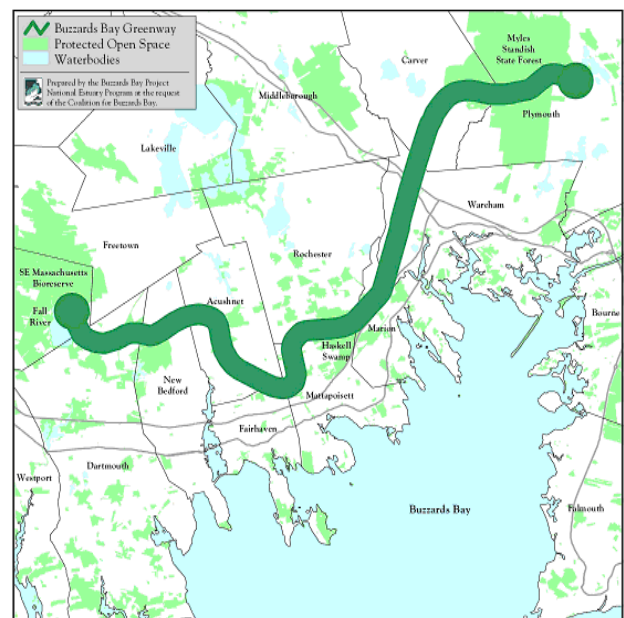 Buzzards Bay Greenway
Protected Open Space
Waterbodies
Prepared by the Buzzards Bay Project
National Estuary Program at the request
of the Coalition for Buzzards Bay.
Myles
Standish
State Forest
Carver
Middleborough
Plymouth
Lakeville
Wareham
Freetown
Rochester
SE Massachusetts
Bioreserve
Acushnet
Fall
River
Bourne
Marion
Haskell
Swamp
New
Bedford
Mattapoisett
Fairhaven
Dartmouth
Westport
Buzzards Bay
Falmouth